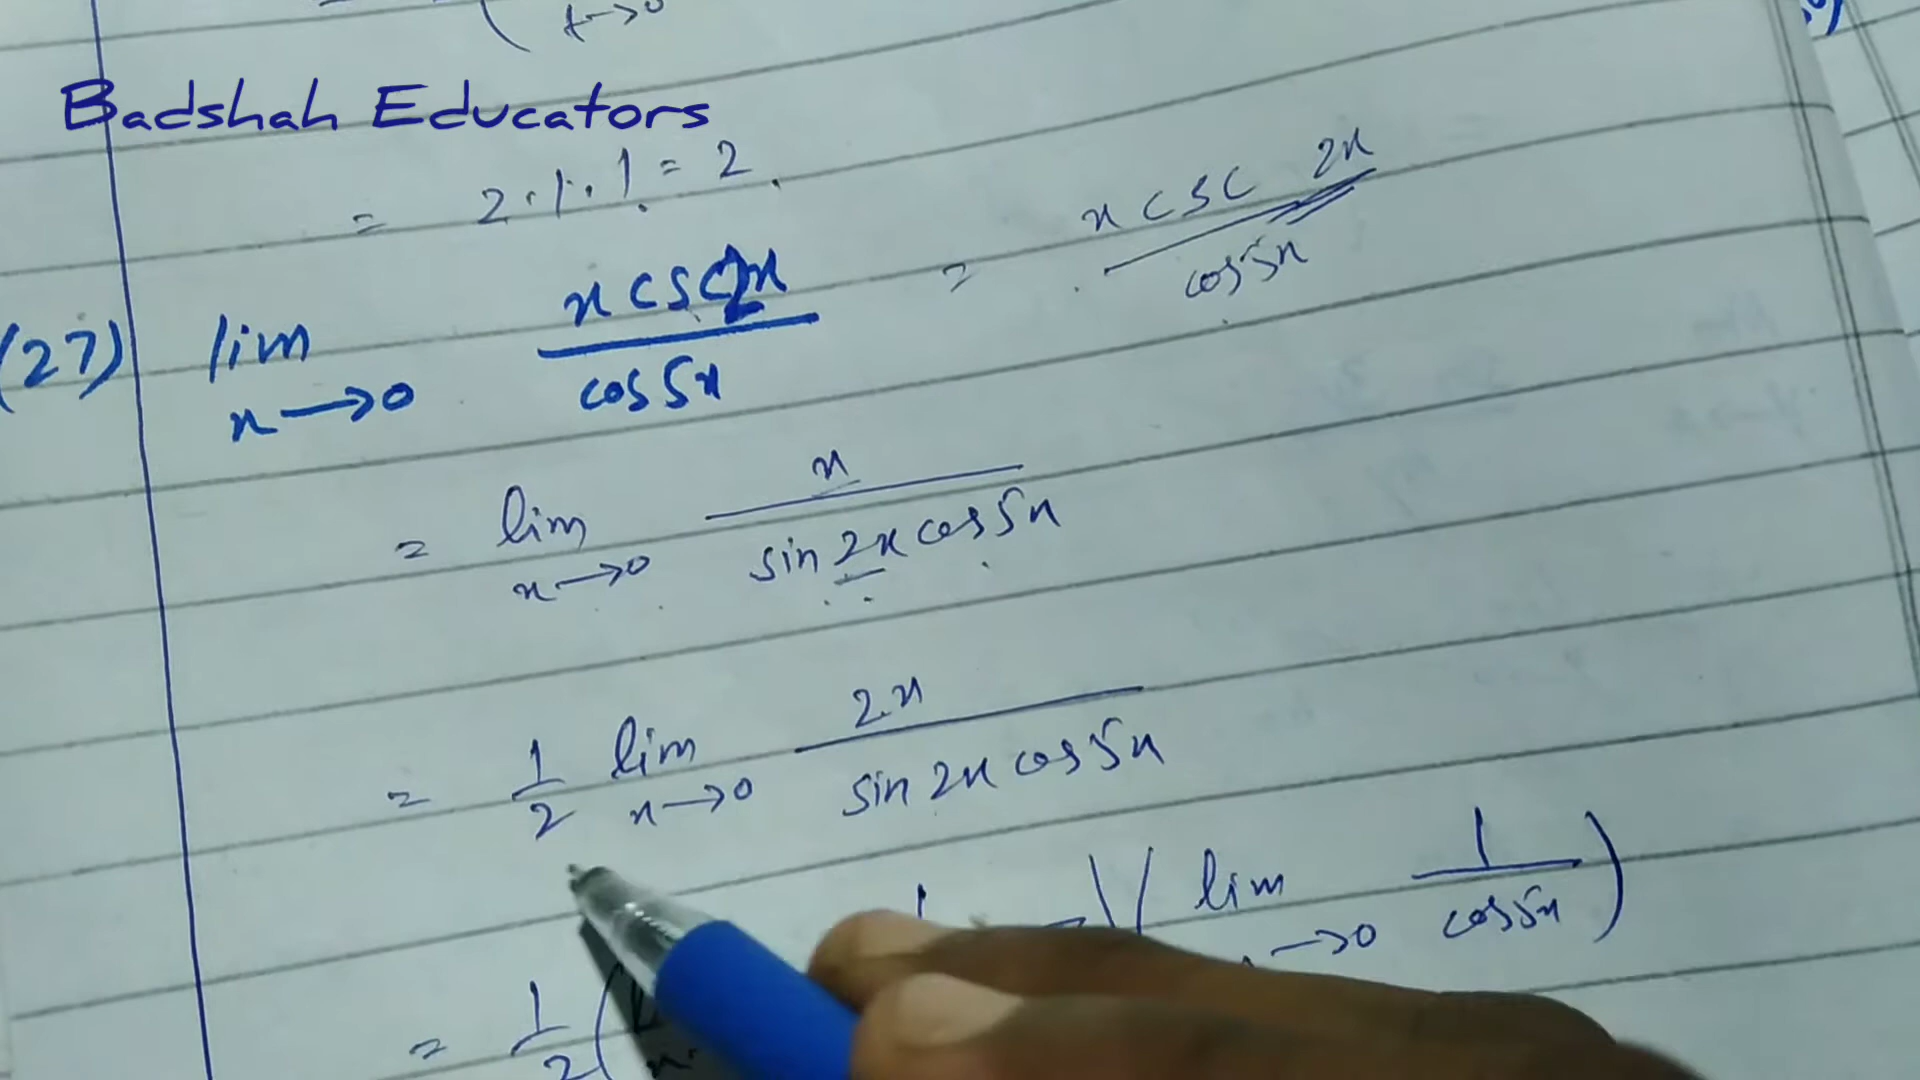 x→0
Badshah Educators
= 2·1·1 = 2.
(27) lim x→0 x csc 2x / cos 5x = x csc 2x / cos 5x
= lim x→0 x / sin 2x cos 5x
= 1/2 lim x→0 2x / sin 2x cos 5x
= 1/2 ( ) ( lim x→0 1 / cos 5x )